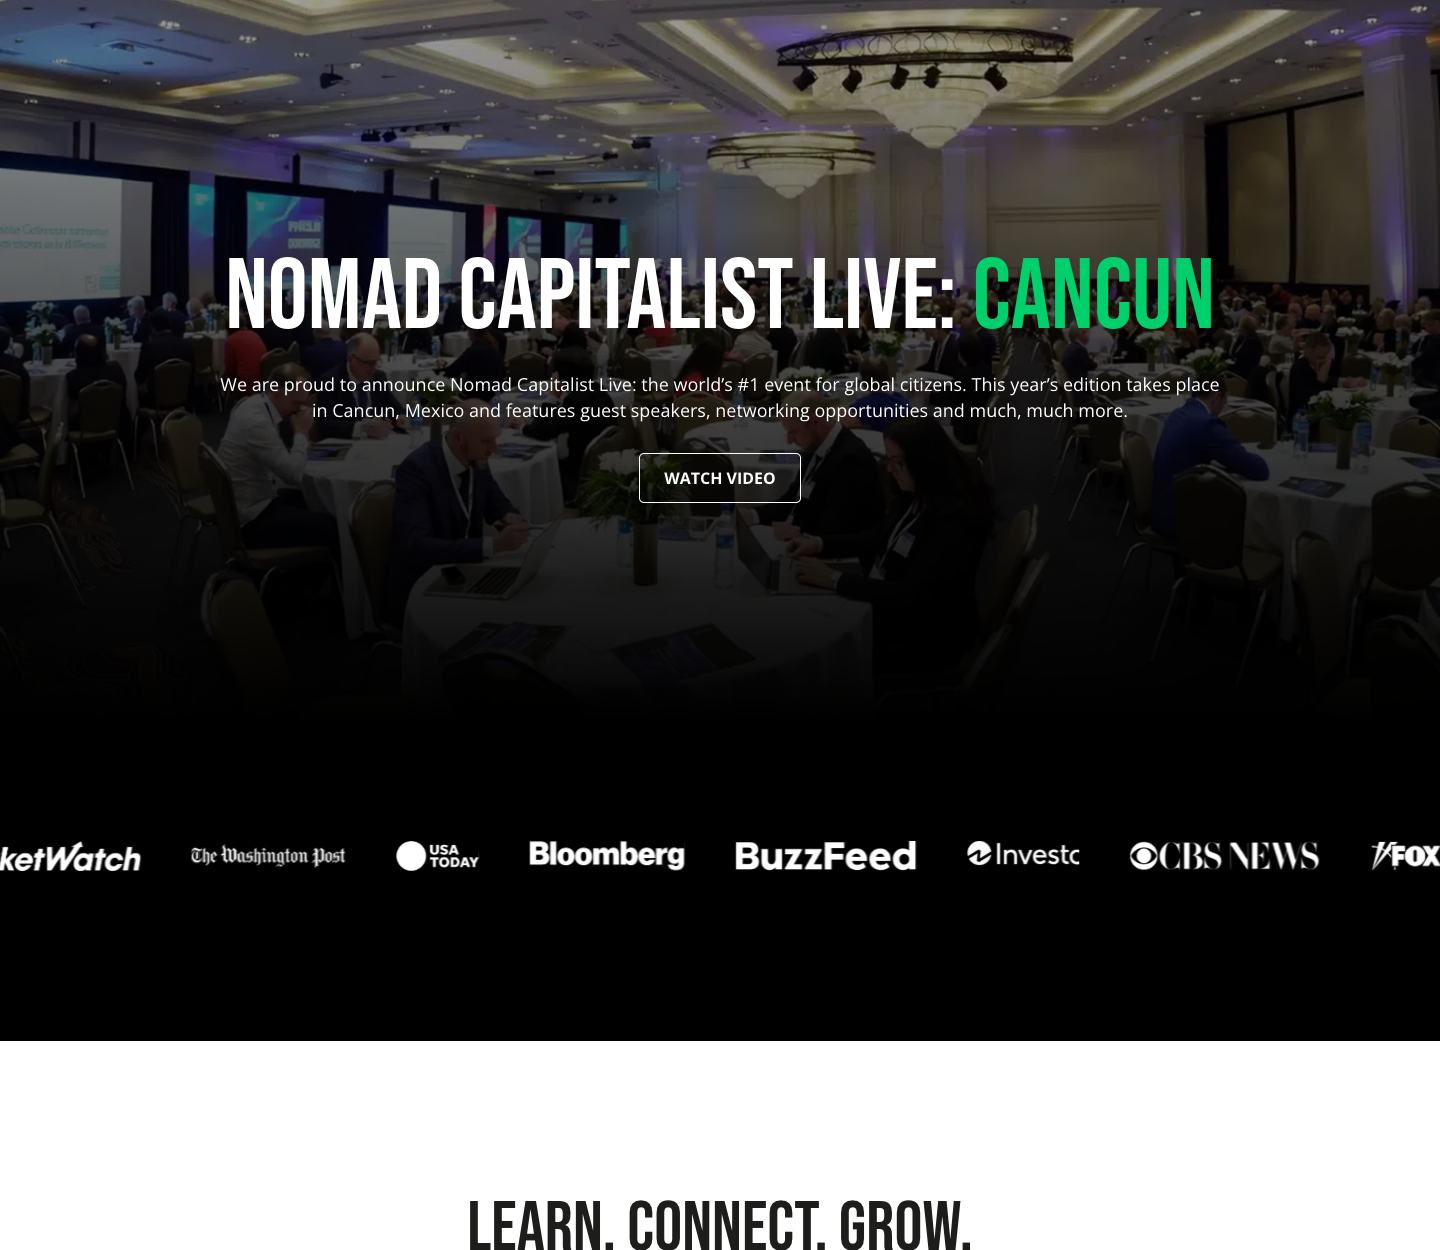 NOMAD CAPITALIST LIVE: CANCUN
We are proud to announce Nomad Capitalist Live: the world’s #1 event for global citizens. This year’s edition takes place
in Cancun, Mexico and features guest speakers, networking opportunities and much, much more.
WATCH VIDEO
ketWatch The Washington Post USA TODAY Bloomberg BuzzFeed Investo CBS NEWS FOX
LEARN. CONNECT. GROW.